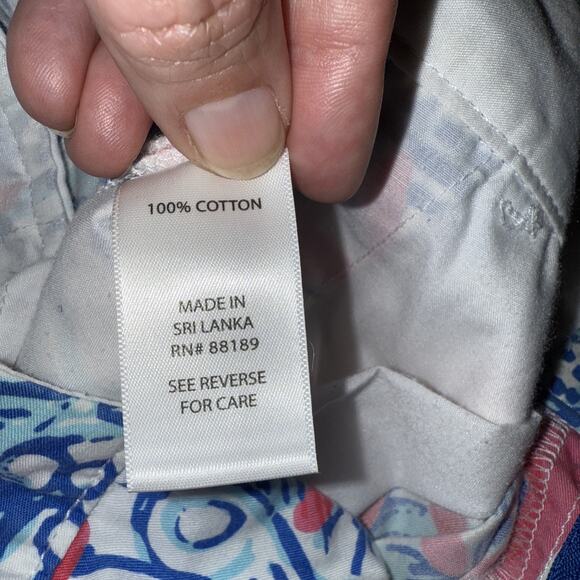 100% COTTON
MADE IN
SRI LANKA
RN# 88189
SEE REVERSE
FOR CARE